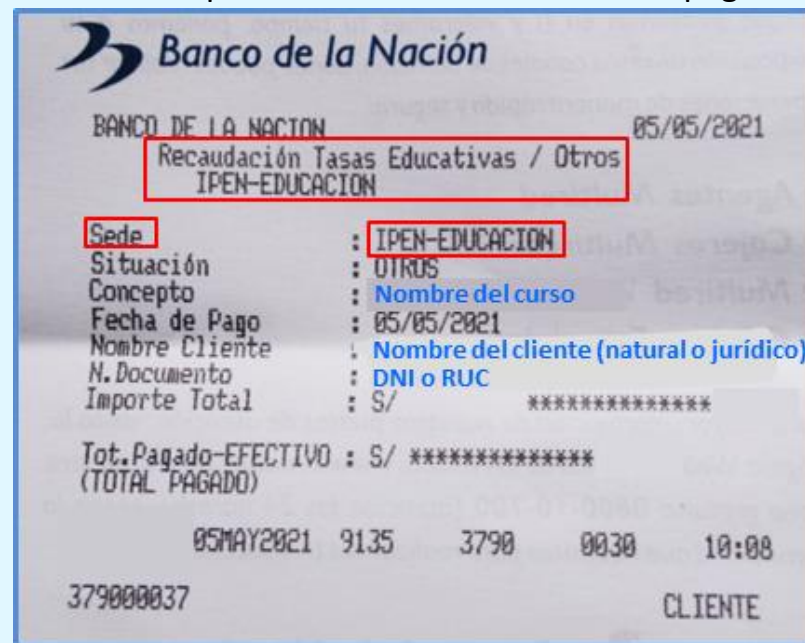 Banco de la Nación
BANCO DE LA NACION 05/05/2021
Recaudación Tasas Educativas / Otros
IPEN-EDUCACION
Sede : IPEN-EDUCACION
Situación : OTROS
Concepto : Nombre del curso
Fecha de Pago : 05/05/2021
Nombre Cliente : Nombre del cliente (natural o jurídico)
N.Documento : DNI o RUC
Importe Total : S/ **************
Tot.Pagado-EFECTIVO : S/ **************
(TOTAL PAGADO)
05MAY2021 9135 3790 0030 10:08
379000037 CLIENTE